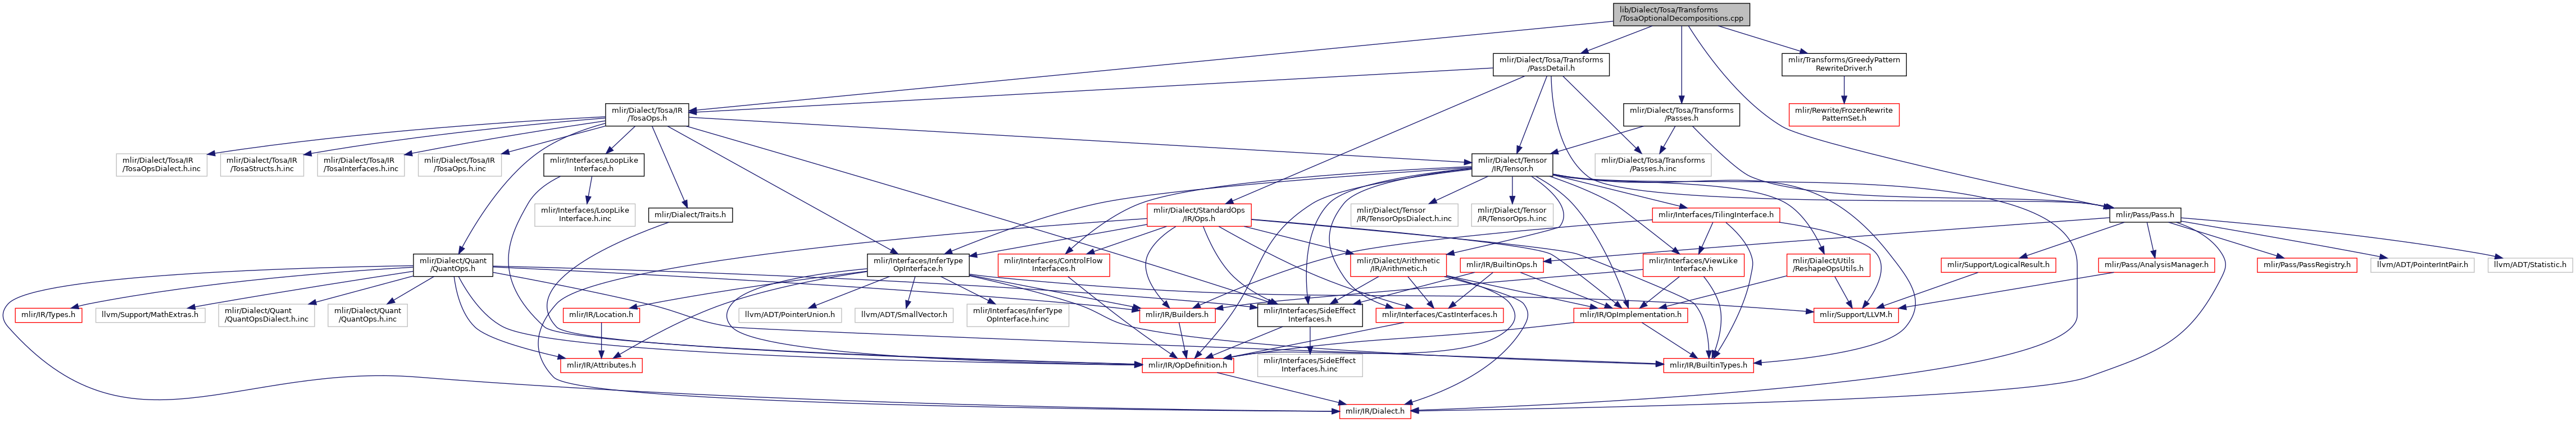 lib/Dialect/Tosa/Transforms
/TosaOptionalDecompositions.cpp
mlir/Dialect/Tosa/Transforms
/PassDetail.h
mlir/Transforms/GreedyPattern
RewriteDriver.h
mlir/Dialect/Tosa/IR
/TosaOps.h
mlir/Dialect/Tosa/Transforms
/Passes.h
mlir/Rewrite/FrozenRewrite
PatternSet.h
mlir/Dialect/Tosa/IR
/TosaOpsDialect.h.inc
mlir/Dialect/Tosa/IR
/TosaStructs.h.inc
mlir/Dialect/Tosa/IR
/TosaInterfaces.h.inc
mlir/Dialect/Tosa/IR
/TosaOps.h.inc
mlir/Interfaces/LoopLike
Interface.h
mlir/Dialect/Tensor
/IR/Tensor.h
mlir/Dialect/Tosa/Transforms
/Passes.h.inc
mlir/Interfaces/LoopLike
Interface.h.inc
mlir/Dialect/Traits.h
mlir/Dialect/StandardOps
/IR/Ops.h
mlir/Dialect/Tensor
/IR/TensorOpsDialect.h.inc
mlir/Dialect/Tensor
/IR/TensorOps.h.inc
mlir/Interfaces/TilingInterface.h
mlir/Pass/Pass.h
mlir/Dialect/Quant
/QuantOps.h
mlir/Interfaces/InferType
OpInterface.h
mlir/Interfaces/ControlFlow
Interfaces.h
mlir/Dialect/Arithmetic
/IR/Arithmetic.h
mlir/IR/BuiltinOps.h
mlir/Interfaces/ViewLike
Interface.h
mlir/Dialect/Utils
/ReshapeOpsUtils.h
mlir/Support/LogicalResult.h
mlir/Pass/AnalysisManager.h
mlir/Pass/PassRegistry.h
llvm/ADT/PointerIntPair.h
llvm/ADT/Statistic.h
mlir/IR/Types.h
llvm/Support/MathExtras.h
mlir/Dialect/Quant
/QuantOpsDialect.h.inc
mlir/Dialect/Quant
/QuantOps.h.inc
mlir/IR/Location.h
llvm/ADT/PointerUnion.h
llvm/ADT/SmallVector.h
mlir/Interfaces/InferType
OpInterface.h.inc
mlir/IR/Builders.h
mlir/Interfaces/SideEffect
Interfaces.h
mlir/Interfaces/CastInterfaces.h
mlir/IR/OpImplementation.h
mlir/Support/LLVM.h
mlir/IR/Attributes.h
mlir/IR/OpDefinition.h
mlir/Interfaces/SideEffect
Interfaces.h.inc
mlir/IR/BuiltinTypes.h
mlir/IR/Dialect.h